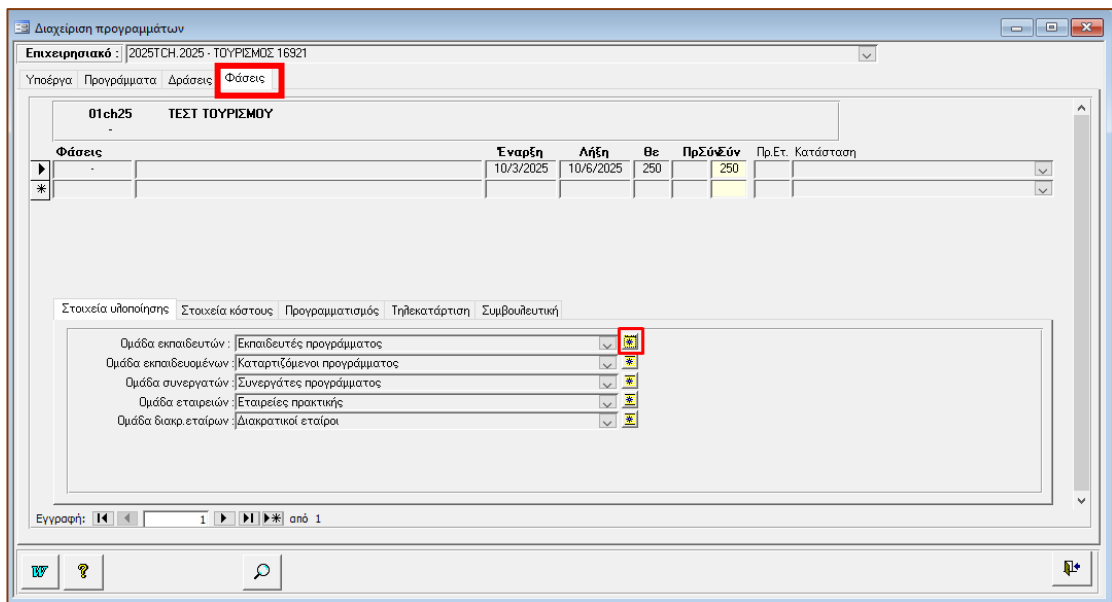 Διαχείριση προγραμμάτων
Επιχειρησιακό : 2025TCH.2025 - ΤΟΥΡΙΣΜΟΣ 16921
Υποέργα Προγράμματα Δράσεις Φάσεις
01ch25 ΤΕΣΤ ΤΟΥΡΙΣΜΟΥ
-
Φάσεις Έναρξη Λήξη Θε ΠρΣύν Σύν Πρ.Ετ. Κατάσταση
- 10/3/2025 10/6/2025 250 250
Στοιχεία υλοποίησης Στοιχεία κόστους Προγραμματισμός Τηλεκατάρτιση Συμβουλευτική
Ομάδα εκπαιδευτών : Εκπαιδευτές προγράμματος
Ομάδα εκπαιδευομένων : Καταρτιζόμενοι προγράμματος
Ομάδα συνεργατών : Συνεργάτες προγράμματος
Ομάδα εταιρειών : Εταιρείες πρακτικής
Ομάδα διακρ.εταίρων : Διακρατικοί εταίροι
Εγγραφή: 1 από 1
W ?